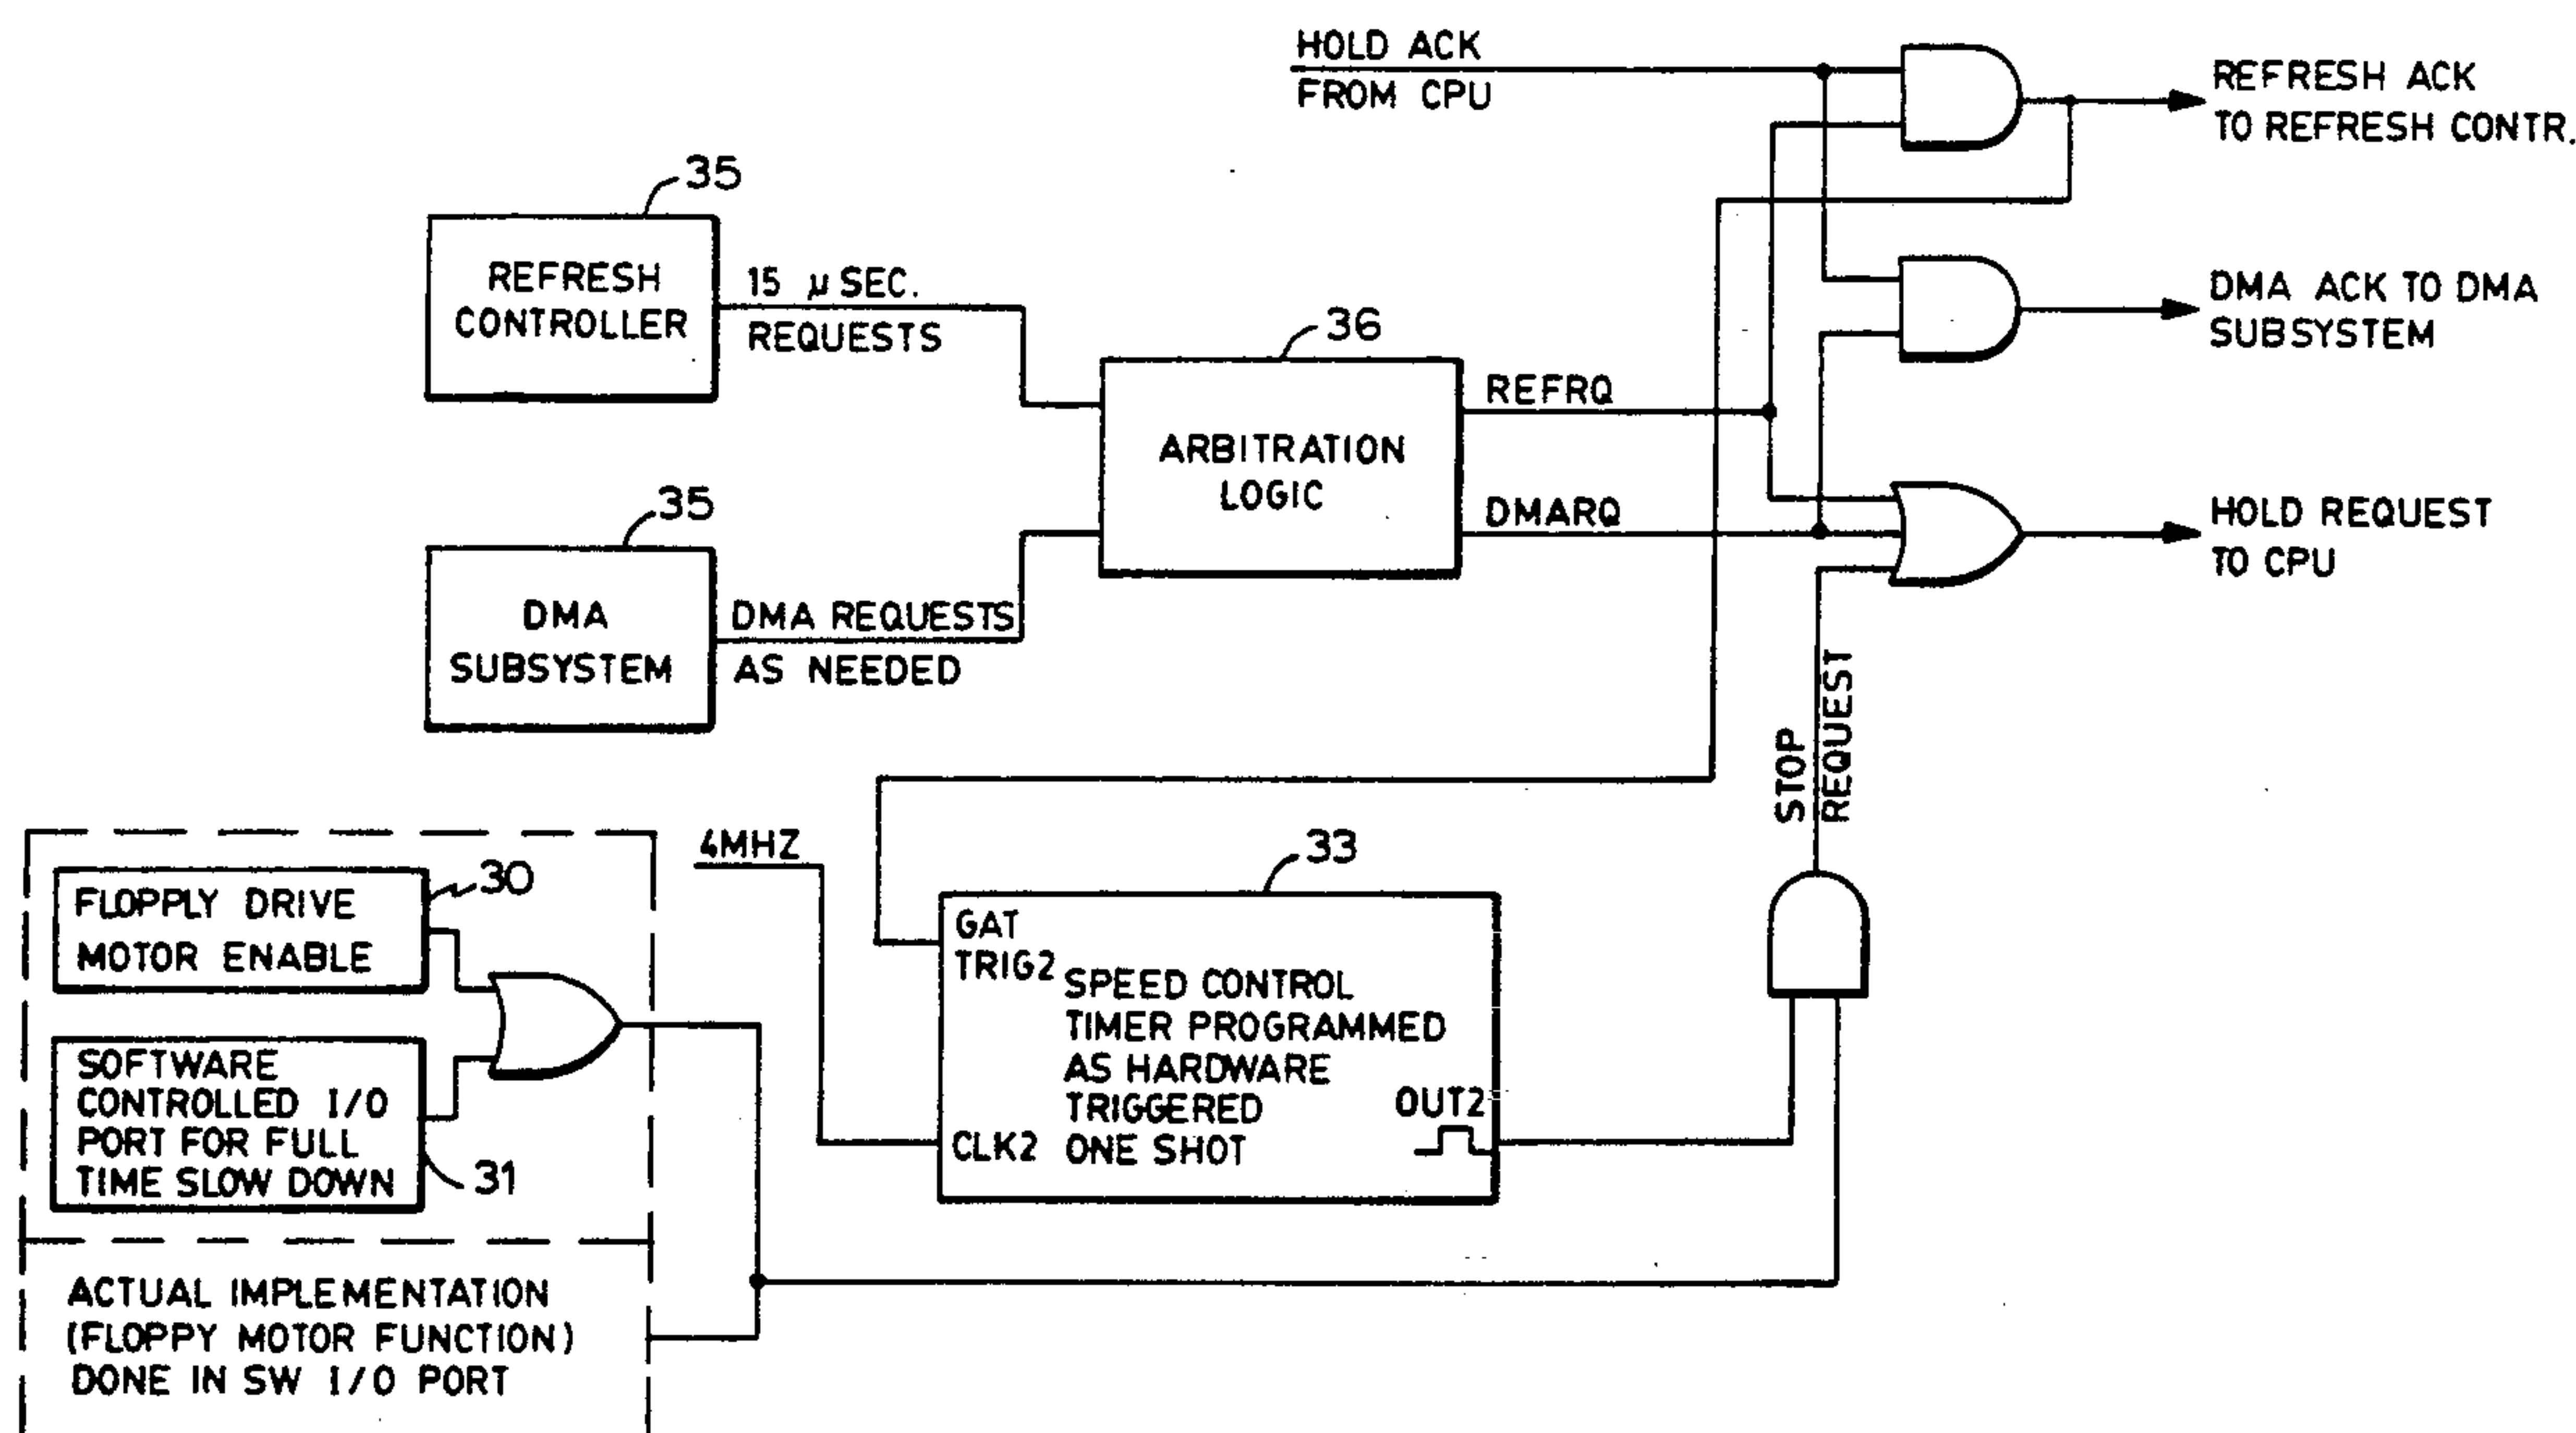 HOLD ACK
FROM CPU
REFRESH ACK
TO REFRESH CONTR.
35
REFRESH
CONTROLLER
15 μSEC.
REQUESTS
DMA ACK TO DMA
SUBSYSTEM
36
ARBITRATION
LOGIC
REFRQ
DMARQ
HOLD REQUEST
TO CPU
35
DMA
SUBSYSTEM
DMA REQUESTS
AS NEEDED
STOP
REQUEST
30
FLOPPLY DRIVE
MOTOR ENABLE
SOFTWARE
CONTROLLED I/O
PORT FOR FULL
TIME SLOW DOWN
31
4MHZ
33
GAT
TRIG2
SPEED CONTROL
TIMER PROGRAMMED
AS HARDWARE
TRIGGERED
ONE SHOT
OUT2
CLK2
ACTUAL IMPLEMENTATION
(FLOPPY MOTOR FUNCTION)
DONE IN SW I/O PORT